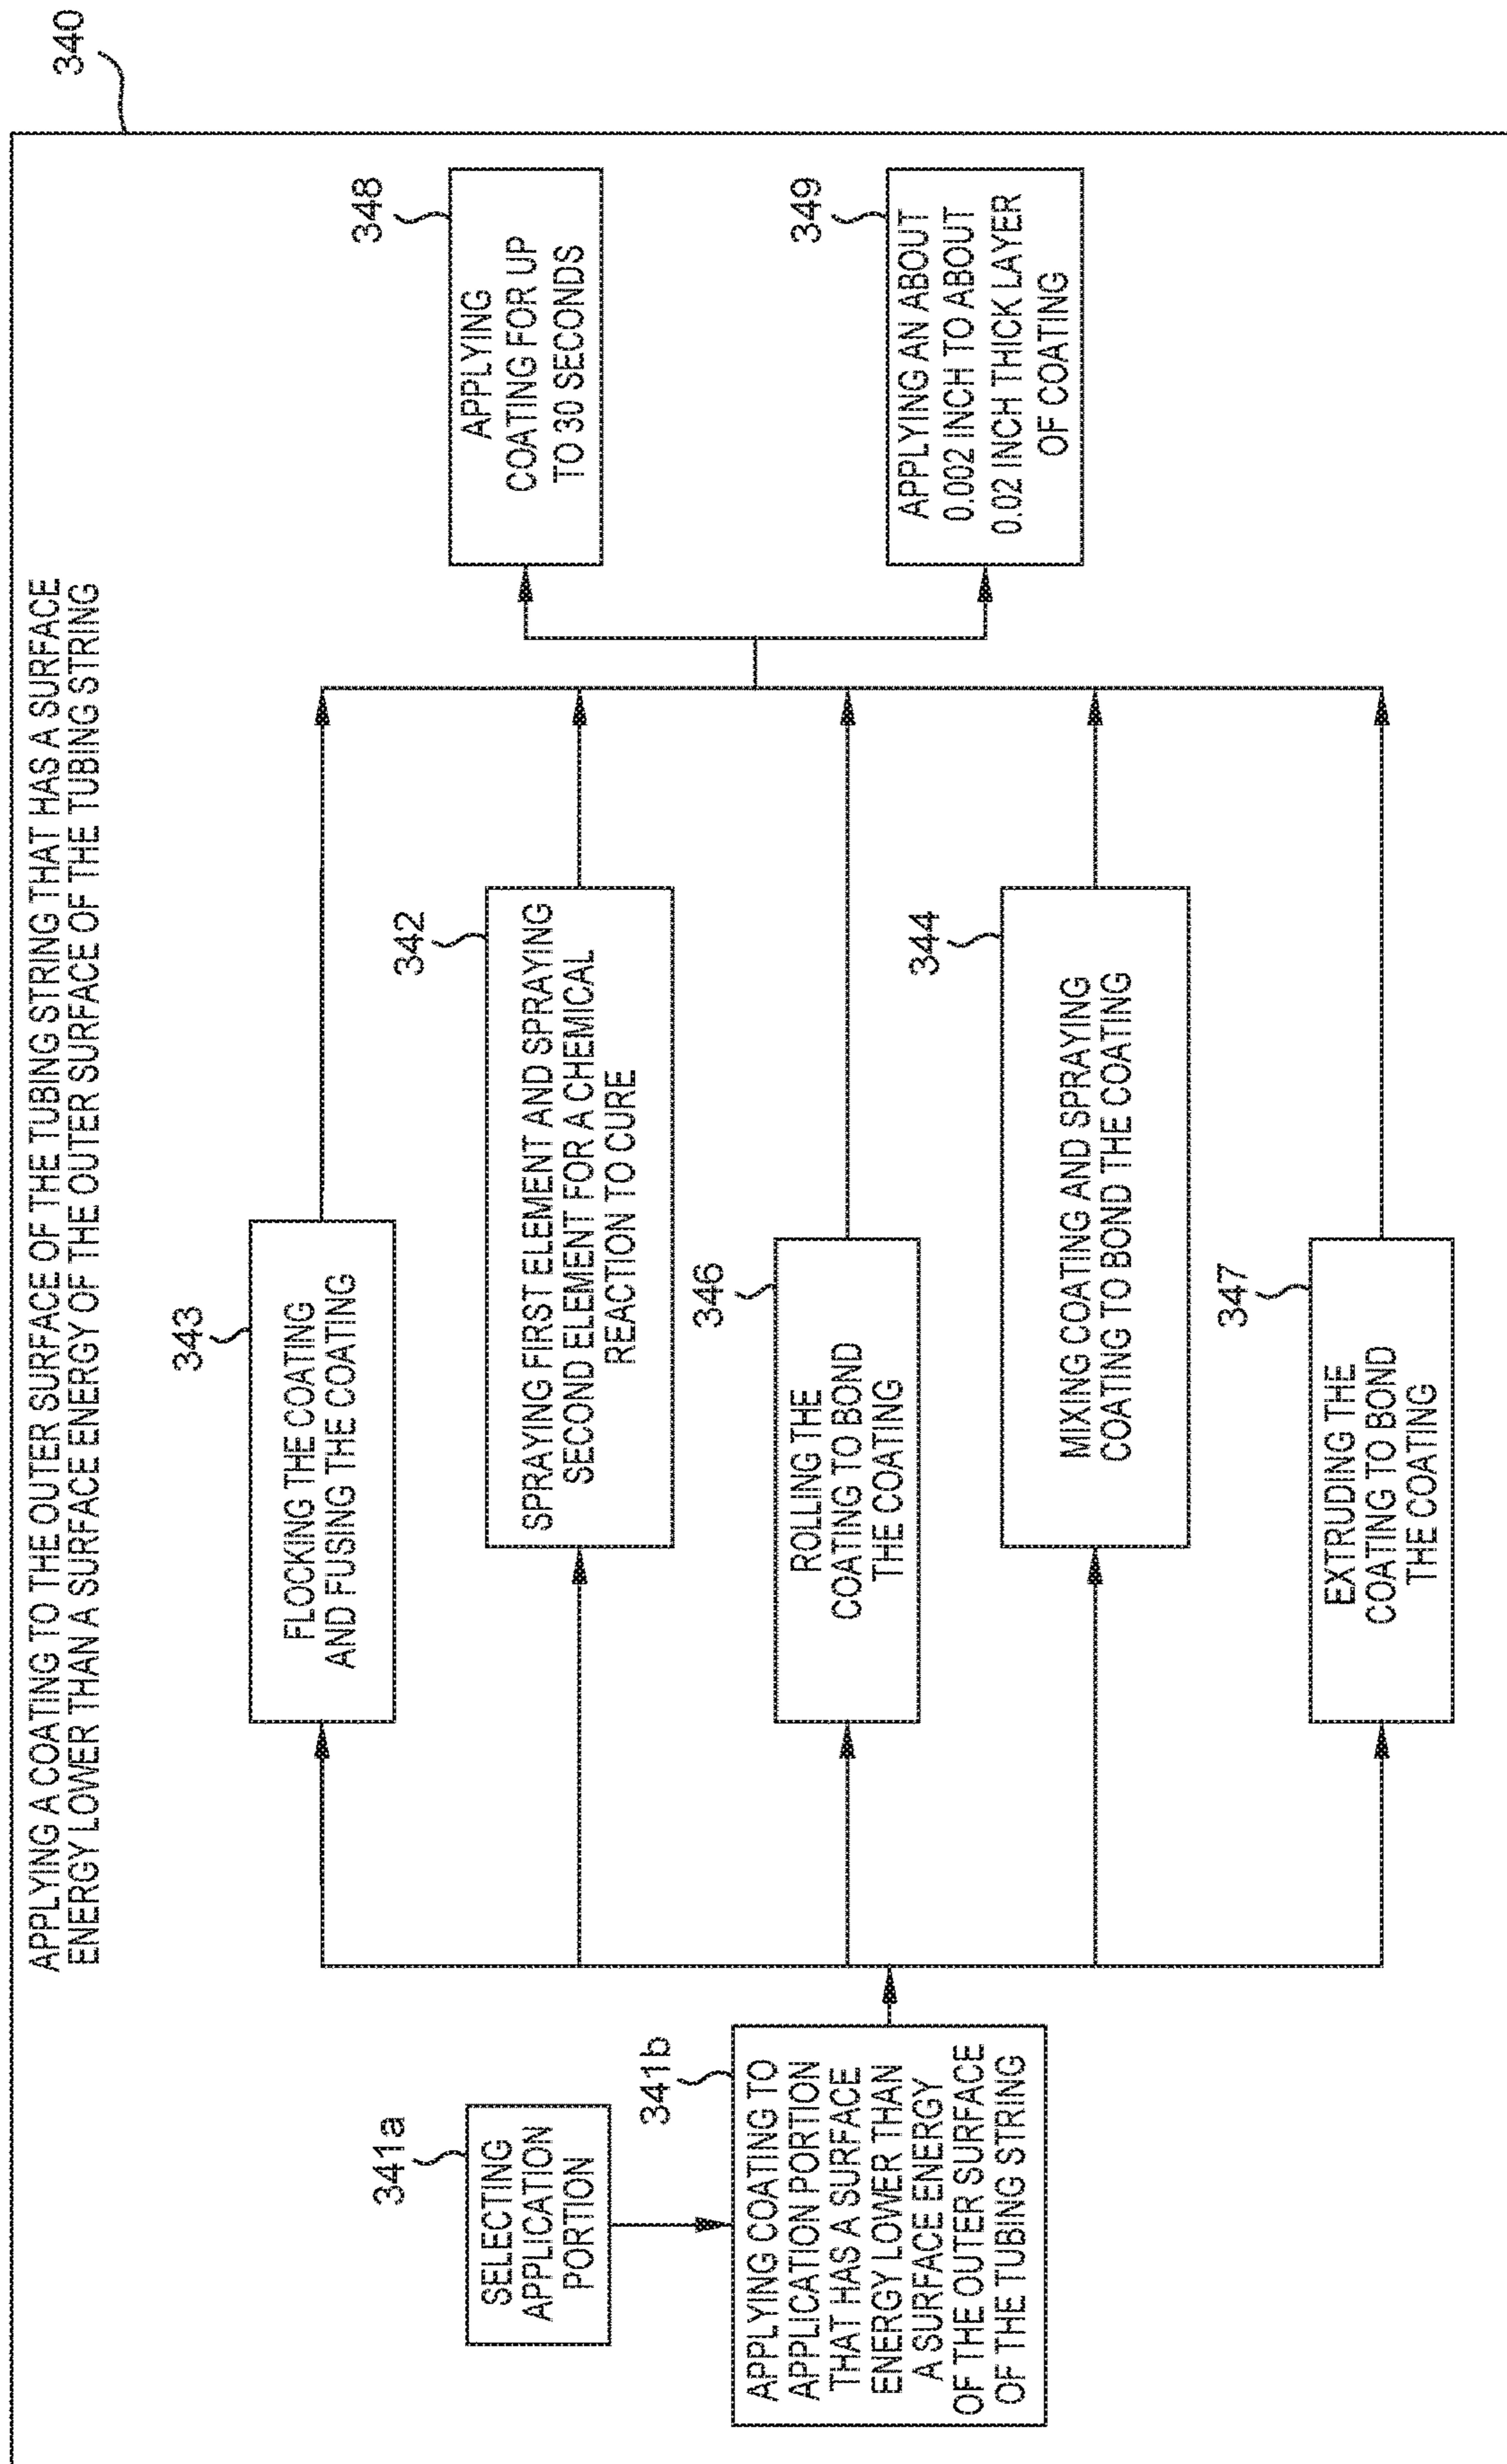 340
APPLYING A COATING TO THE OUTER SURFACE OF THE TUBING STRING THAT HAS A SURFACE
ENERGY LOWER THAN A SURFACE ENERGY OF THE OUTER SURFACE OF THE TUBING STRING
341a
SELECTING
APPLICATION
PORTION
341b
APPLYING COATING TO
APPLICATION PORTION
THAT HAS A SURFACE
ENERGY LOWER THAN
A SURFACE ENERGY
OF THE OUTER SURFACE
OF THE TUBING STRING
343
FLOCKING THE COATING
AND FUSING THE COATING
342
SPRAYING FIRST ELEMENT AND SPRAYING
SECOND ELEMENT FOR A CHEMICAL
REACTION TO CURE
346
ROLLING THE
COATING TO BOND
THE COATING
344
MIXING COATING AND SPRAYING
COATING TO BOND THE COATING
347
EXTRUDING THE
COATING TO BOND
THE COATING
348
APPLYING
COATING FOR UP
TO 30 SECONDS
349
APPLYING AN ABOUT
0.002 INCH TO ABOUT
0.02 INCH THICK LAYER
OF COATING